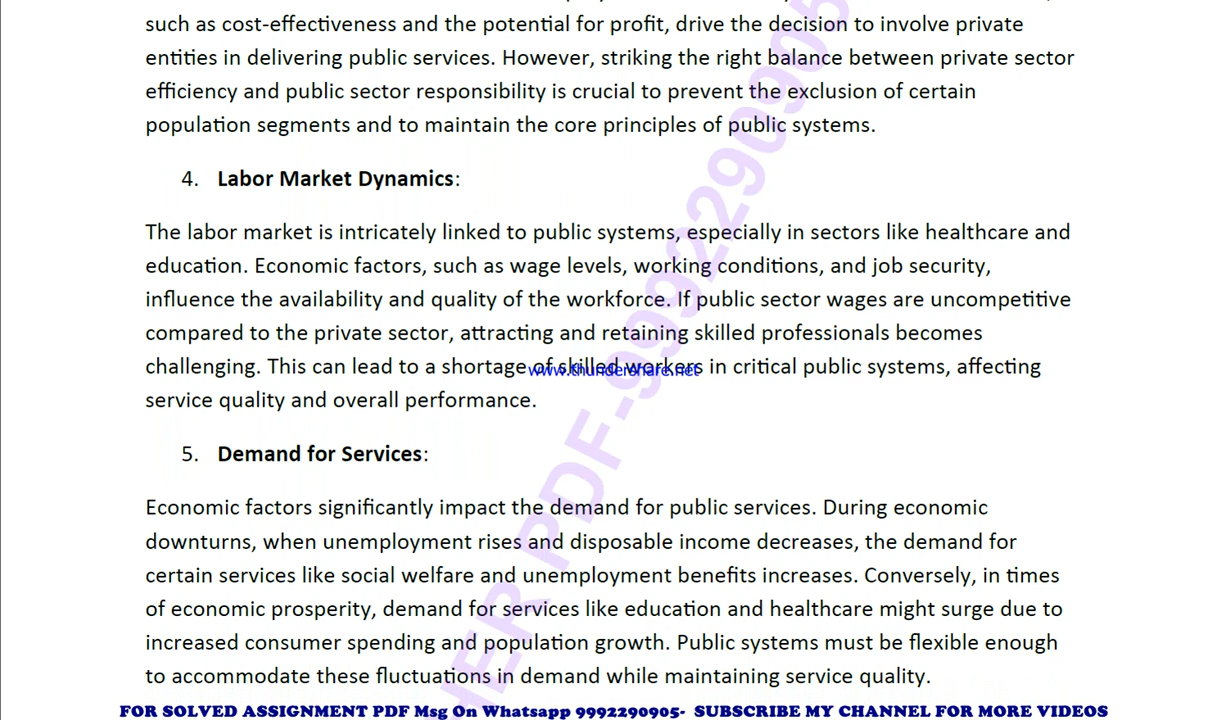 such as cost-effectiveness and the potential for profit, drive the decision to involve private
entities in delivering public services. However, striking the right balance between private sector
efficiency and public sector responsibility is crucial to prevent the exclusion of certain
population segments and to maintain the core principles of public systems.
4. Labor Market Dynamics:
The labor market is intricately linked to public systems, especially in sectors like healthcare and
education. Economic factors, such as wage levels, working conditions, and job security,
influence the availability and quality of the workforce. If public sector wages are uncompetitive
compared to the private sector, attracting and retaining skilled professionals becomes
challenging. This can lead to a shortage of skilled workers in critical public systems, affecting
www.thundershare.net
service quality and overall performance.
5. Demand for Services:
Economic factors significantly impact the demand for public services. During economic
downturns, when unemployment rises and disposable income decreases, the demand for
certain services like social welfare and unemployment benefits increases. Conversely, in times
of economic prosperity, demand for services like education and healthcare might surge due to
increased consumer spending and population growth. Public systems must be flexible enough
to accommodate these fluctuations in demand while maintaining service quality.
HER PDF-999229090
FOR SOLVED ASSIGNMENT PDF Msg On Whatsapp 9992290905- SUBSCRIBE MY CHANNEL FOR MORE VIDEOS